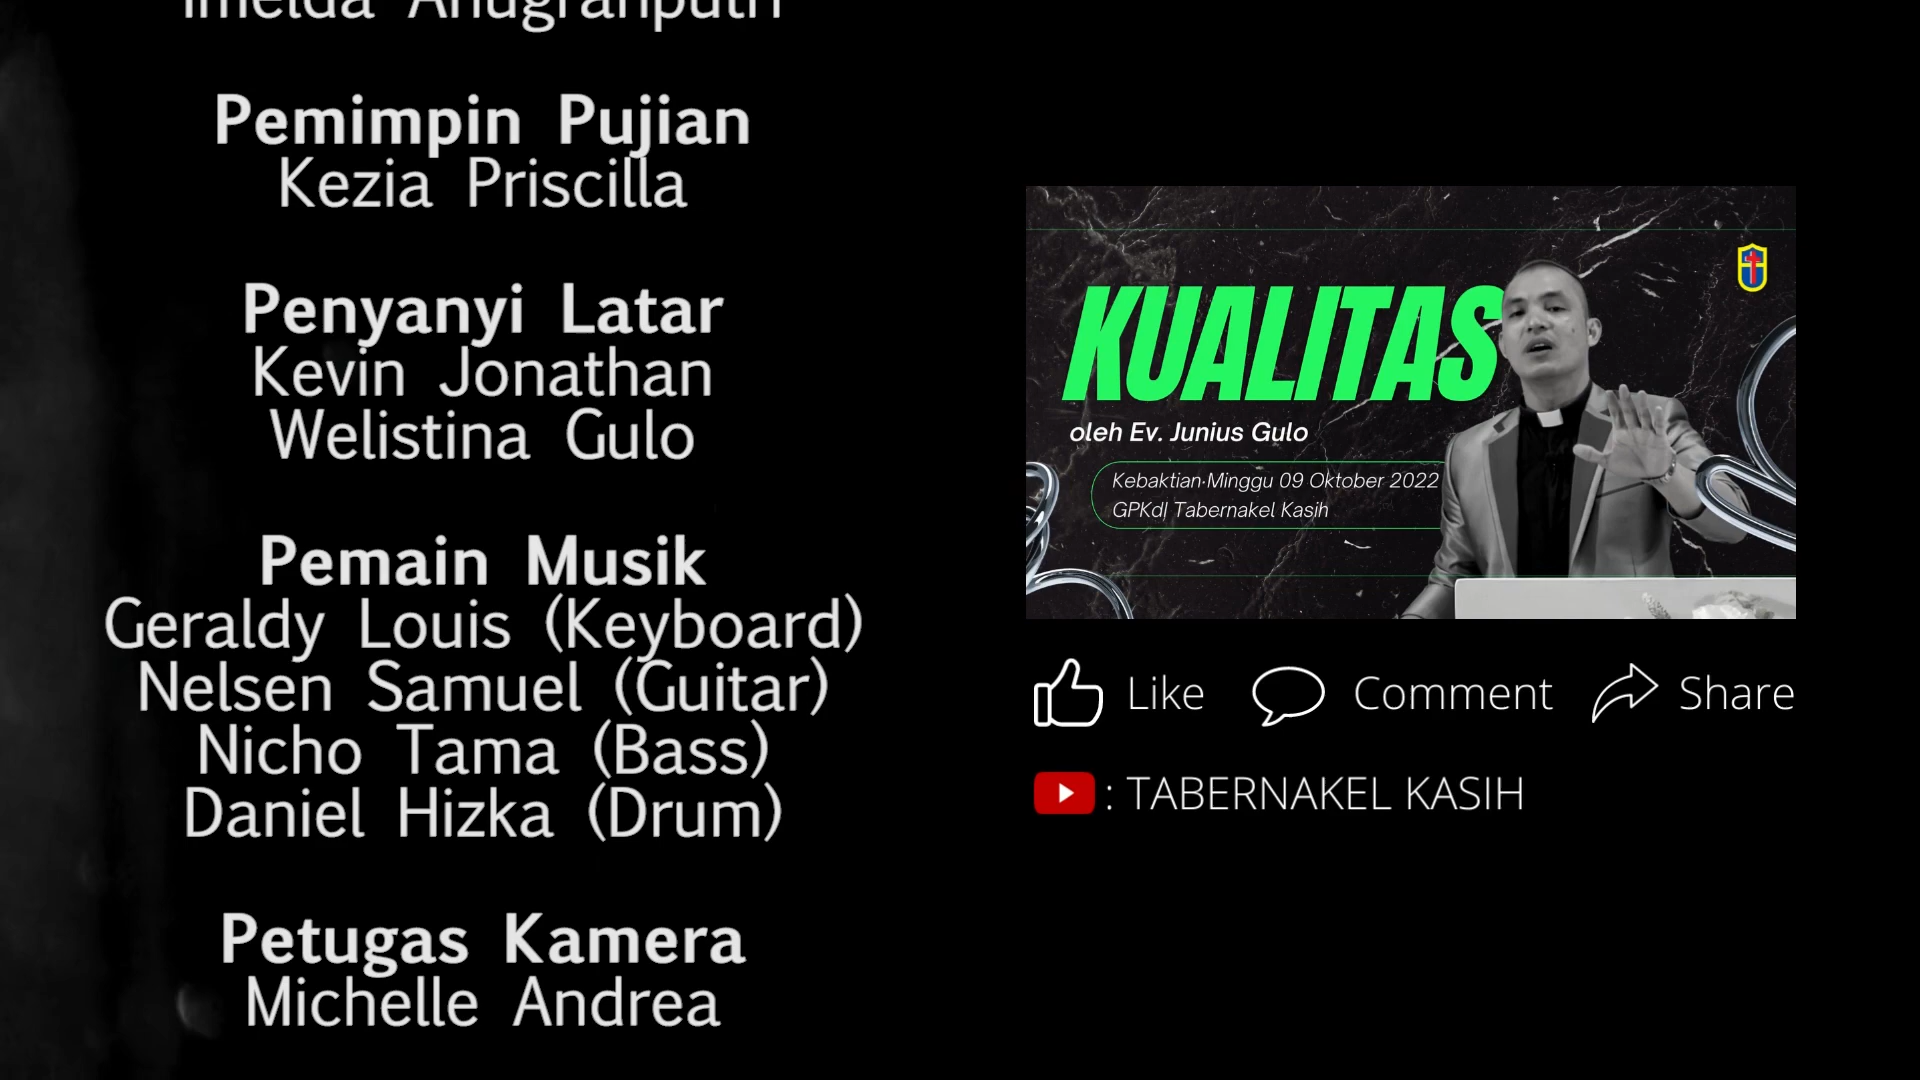 Imelda Anugrahputri
Pemimpin Pujian
Kezia Priscilla
Penyanyi Latar
Kevin Jonathan
Welistina Gulo
Pemain Musik
Geraldy Louis (Keyboard)
Nelsen Samuel (Guitar)
Nicho Tama (Bass)
Daniel Hizka (Drum)
Petugas Kamera
Michelle Andrea
KUALITAS
oleh Ev. Junius Gulo
Kebaktian Minggu 09 Oktober 2022
GPKdI Tabernakel Kasih
Like
Comment
Share
: TABERNAKEL KASIH